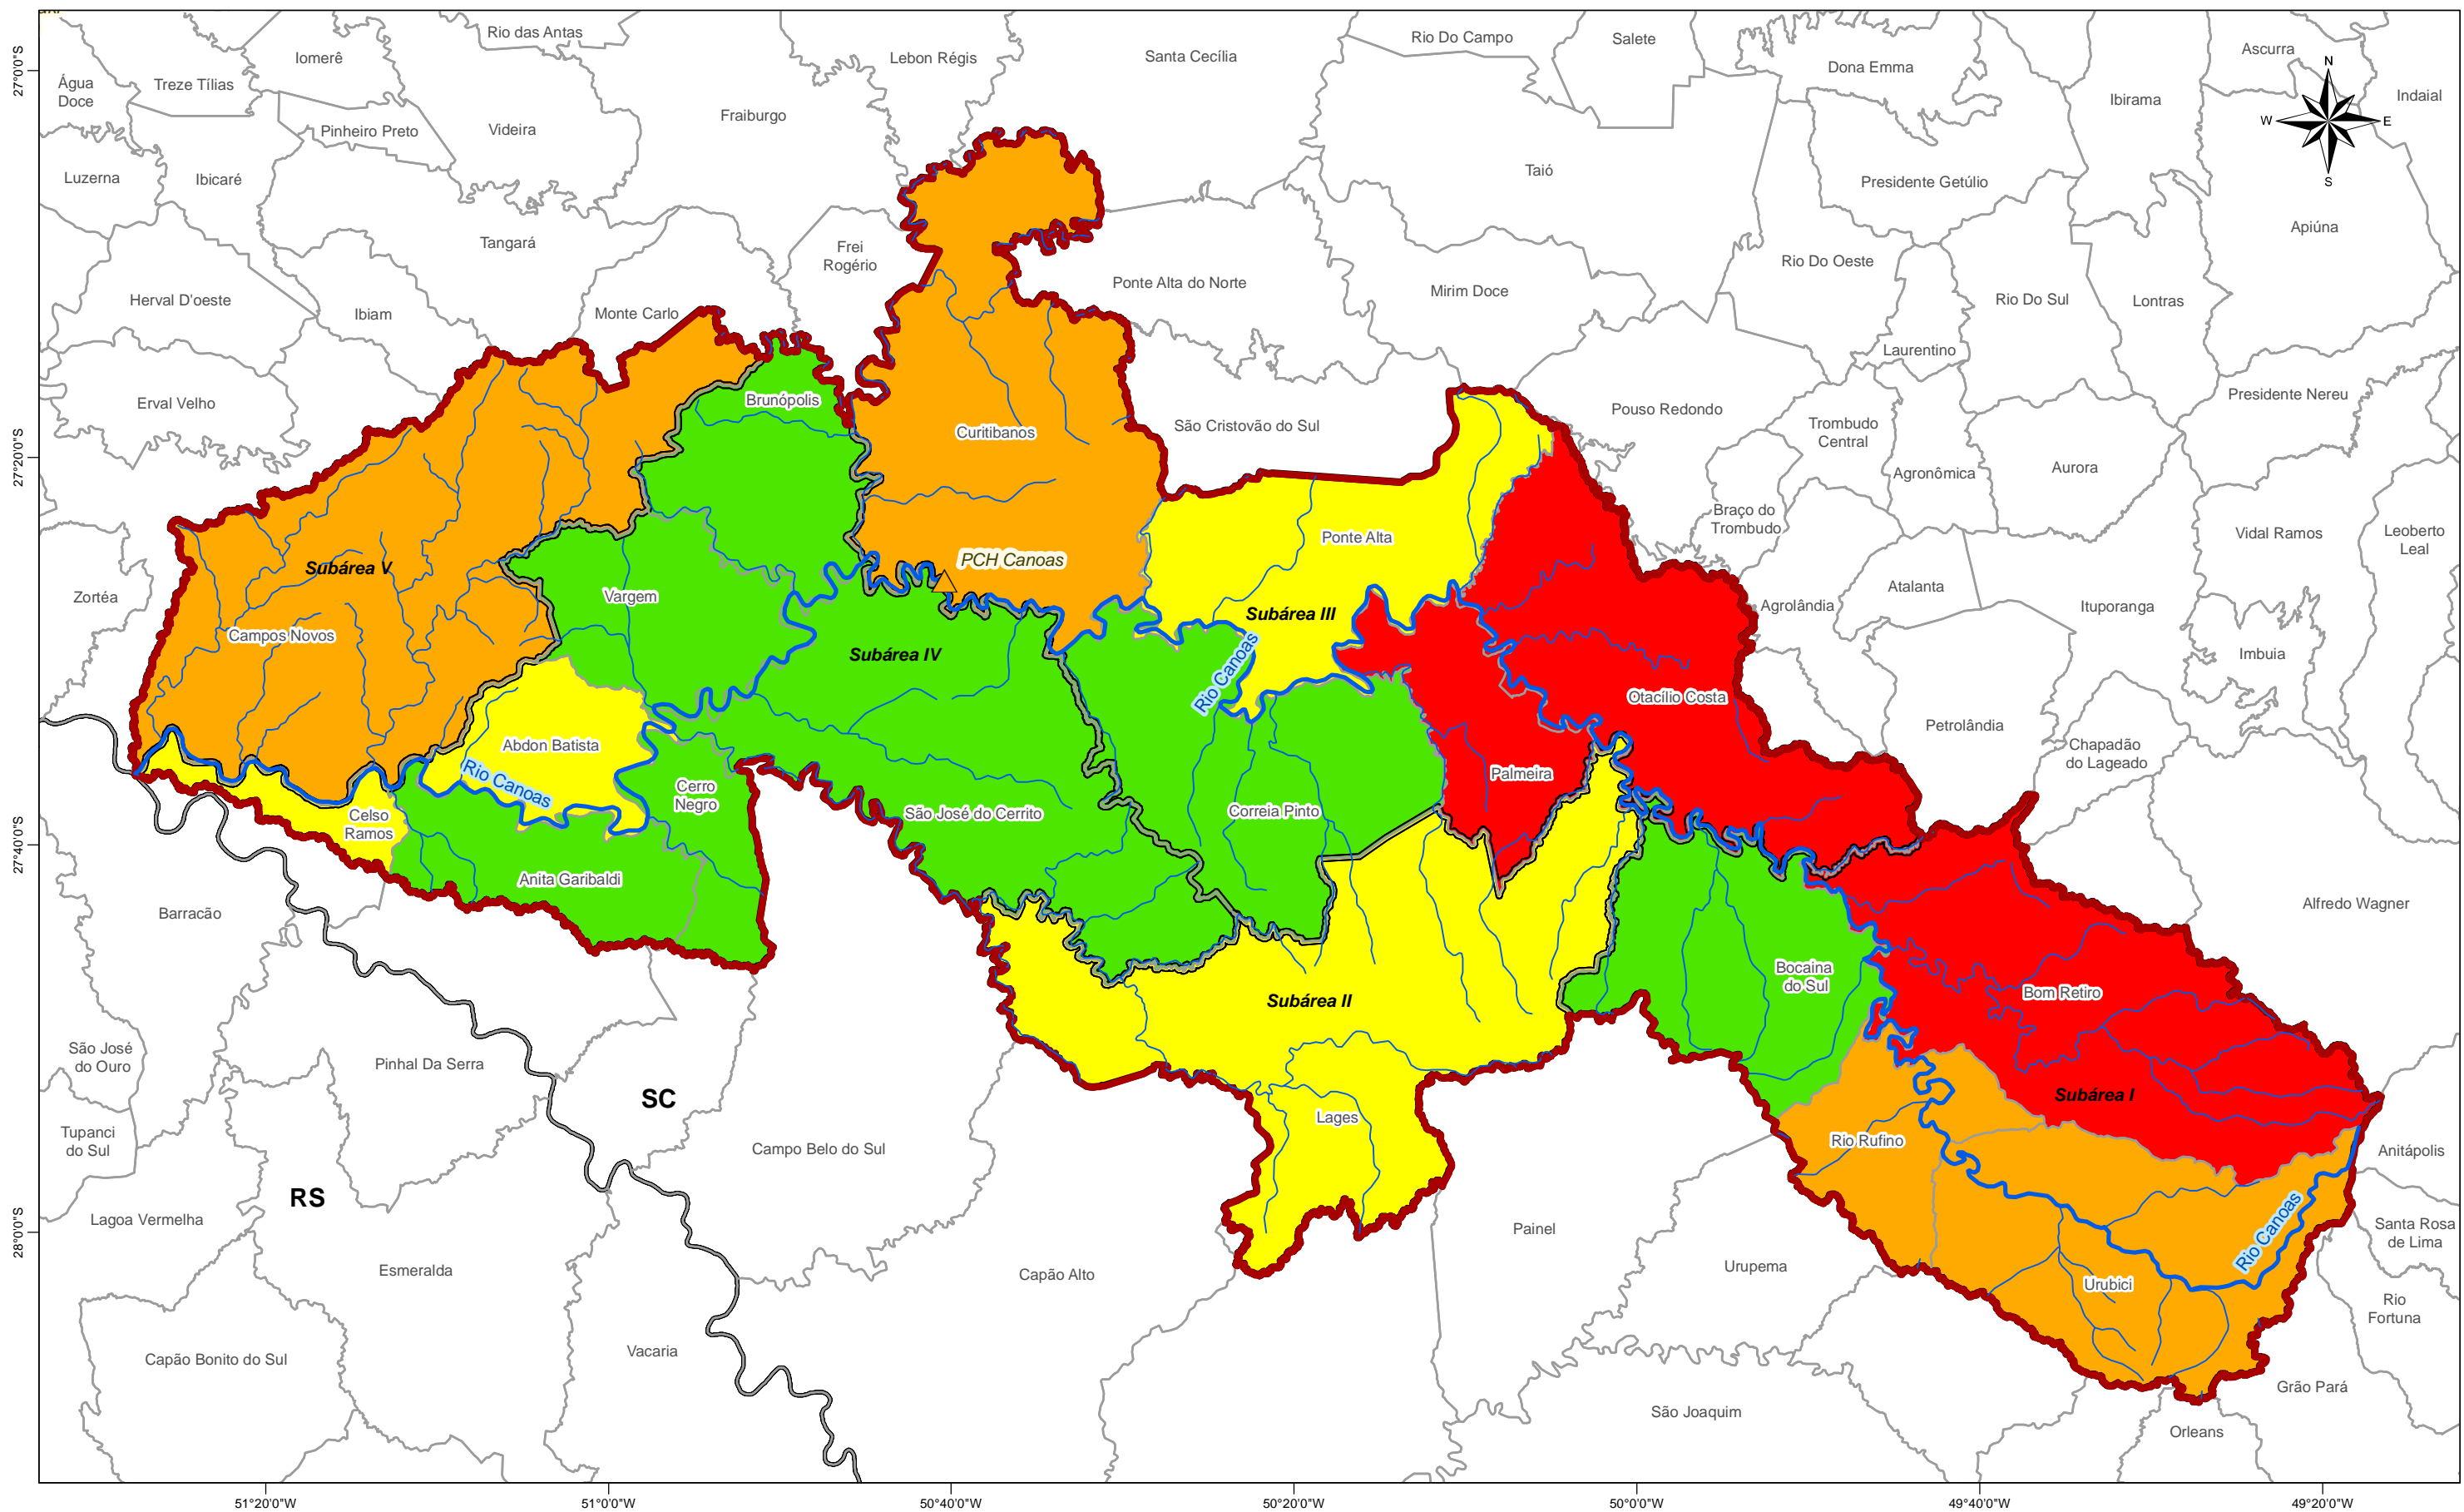 Rio das Antas
Iomerê
Lebon Régis
Santa Cecília
Rio Do Campo
Salete
Ascurra
N
27°0'0"S
Água
Doce
Treze Tílias
Dona Emma
Ibirama
Indaial
Pinheiro Preto
Videira
Fraiburgo
W
E
Luzerna
Ibicaré
Taió
Presidente Getúlio
S
Tangará
Frei
Rogério
Apiúna
Herval D'oeste
Ibiam
Monte Carlo
Ponte Alta do Norte
Mirim Doce
Rio Do Oeste
Rio Do Sul
Lontras
Laurentino
Erval Velho
Brunópolis
Curitibanos
São Cristovão do Sul
Pouso Redondo
Presidente Nereu
Trombudo
Central
27°20'0"S
Agronômica
Aurora
Braço do
Trombudo
Ponte Alta
Vidal Ramos
Leoberto
Leal
Subárea V
PCH Canoas
Zortéa
Vargem
Atalanta
Agrolândia
Ituporanga
Campos Novos
Subárea IV
Subárea III
Imbuia
Rio Canoas
Otacílio Costa
Petrolândia
Abdon Batista
Chapadão
do Lageado
Rio Canoas
Cerro
Negro
Palmeira
Celso
Ramos
São José do Cerrito
Correia Pinto
27°40'0"S
Anita Garibaldi
Barracão
Alfredo Wagner
Bocaina
do Sul
Bom Retiro
Subárea II
São José
do Ouro
Pinhal Da Serra
SC
Subárea I
Lages
Tupanci
do Sul
Campo Belo do Sul
Rio Rufino
Anitápolis
RS
Lagoa Vermelha
Painel
Rio Canoas
Santa Rosa
de Lima
28°0'0"S
Esmeralda
Capão Alto
Urupema
Urubici
Rio
Fortuna
Capão Bonito do Sul
Vacaria
Grão Pará
São Joaquim
Orleans
51°20'0"W
51°0'0"W
50°40'0"W
50°20'0"W
50°0'0"W
49°40'0"W
49°20'0"W